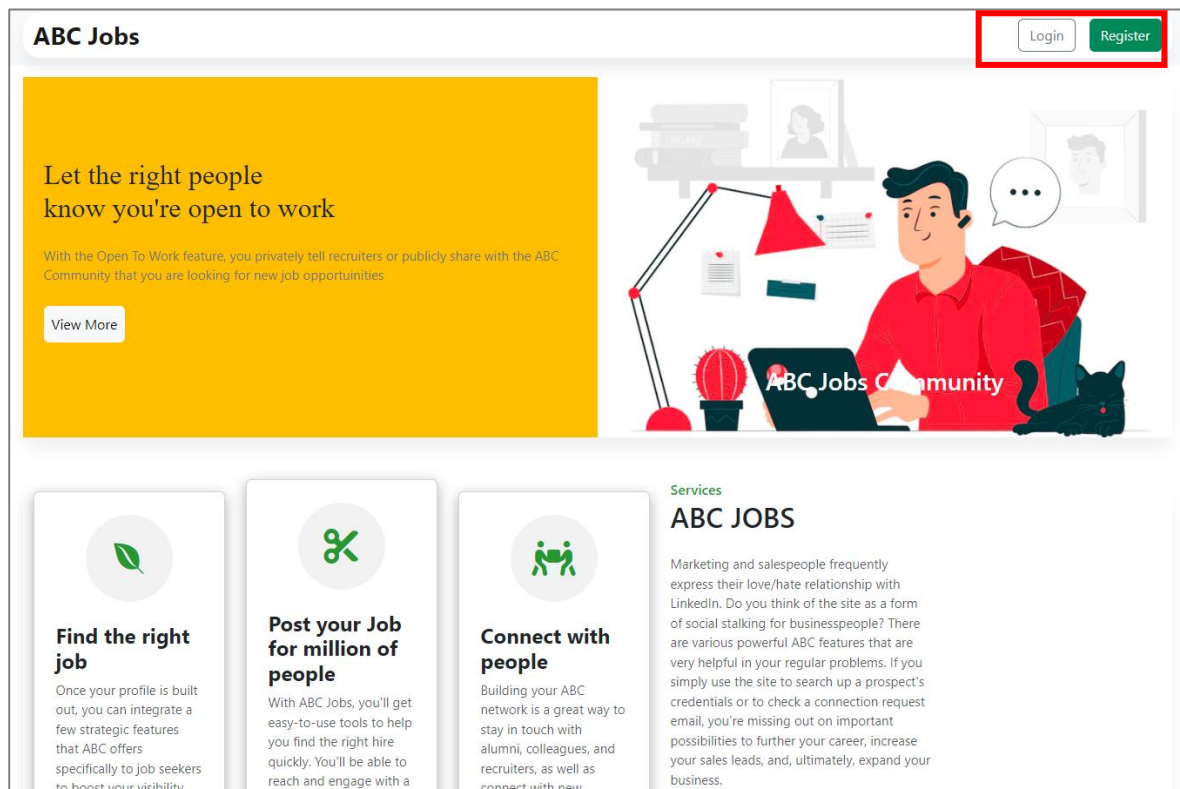 ABC Jobs
Login
Register
Let the right people
know you're open to work
With the Open To Work feature, you privately tell recruiters or publicly share with the ABC
Community that you are looking for new job opportuinities
View More
ABC Jobs Community
Find the right
job
Once your profile is built
out, you can integrate a
few strategic features
that ABC offers
specifically to job seekers
to boost your visibility
Post your Job
for million of
people
With ABC Jobs, you'll get
easy-to-use tools to help
you find the right hire
quickly. You'll be able to
reach and engage with a
Connect with
people
Building your ABC
network is a great way to
stay in touch with
alumni, colleagues, and
recruiters, as well as
connect with new
Services
ABC JOBS
Marketing and salespeople frequently
express their love/hate relationship with
LinkedIn. Do you think of the site as a form
of social stalking for businesspeople? There
are various powerful ABC features that are
very helpful in your regular problems. If you
simply use the site to search up a prospect's
credentials or to check a connection request
email, you're missing out on important
possibilities to further your career, increase
your sales leads, and, ultimately, expand your
business.